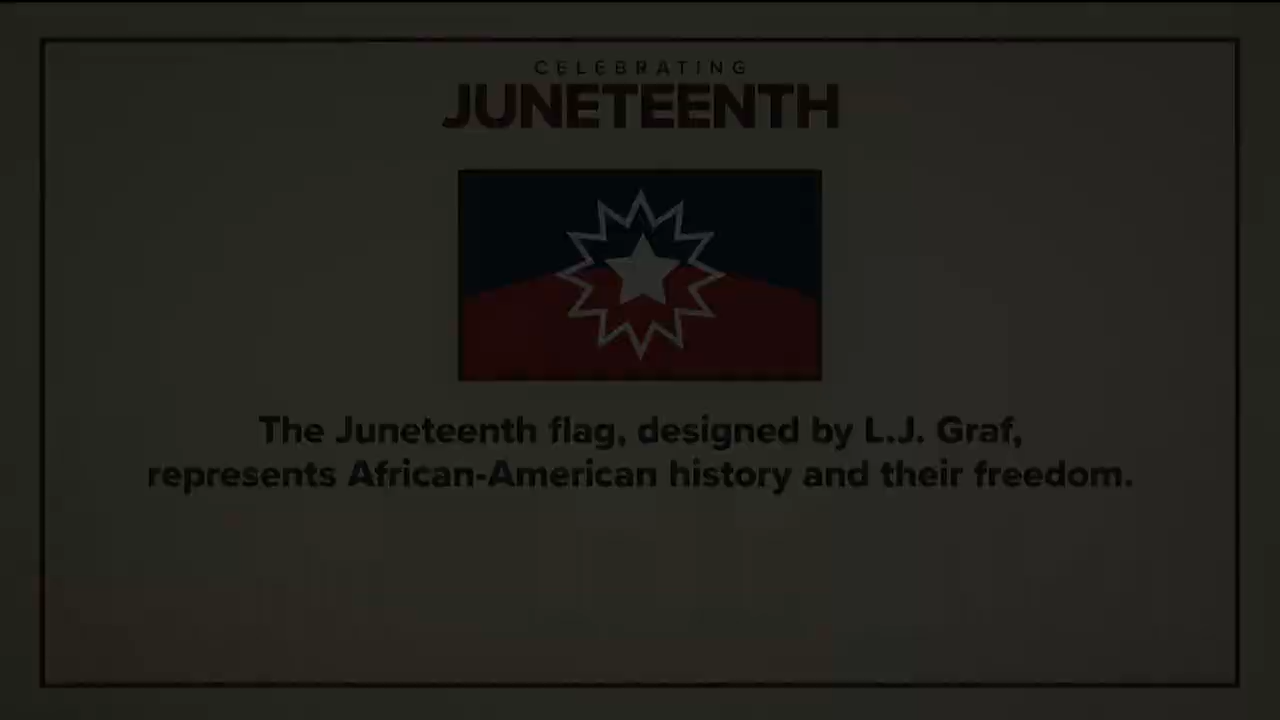 CELEBRATING
JUNETEENTH
The Juneteenth flag, designed by L.J. Graf,
represents African-American history and their freedom.